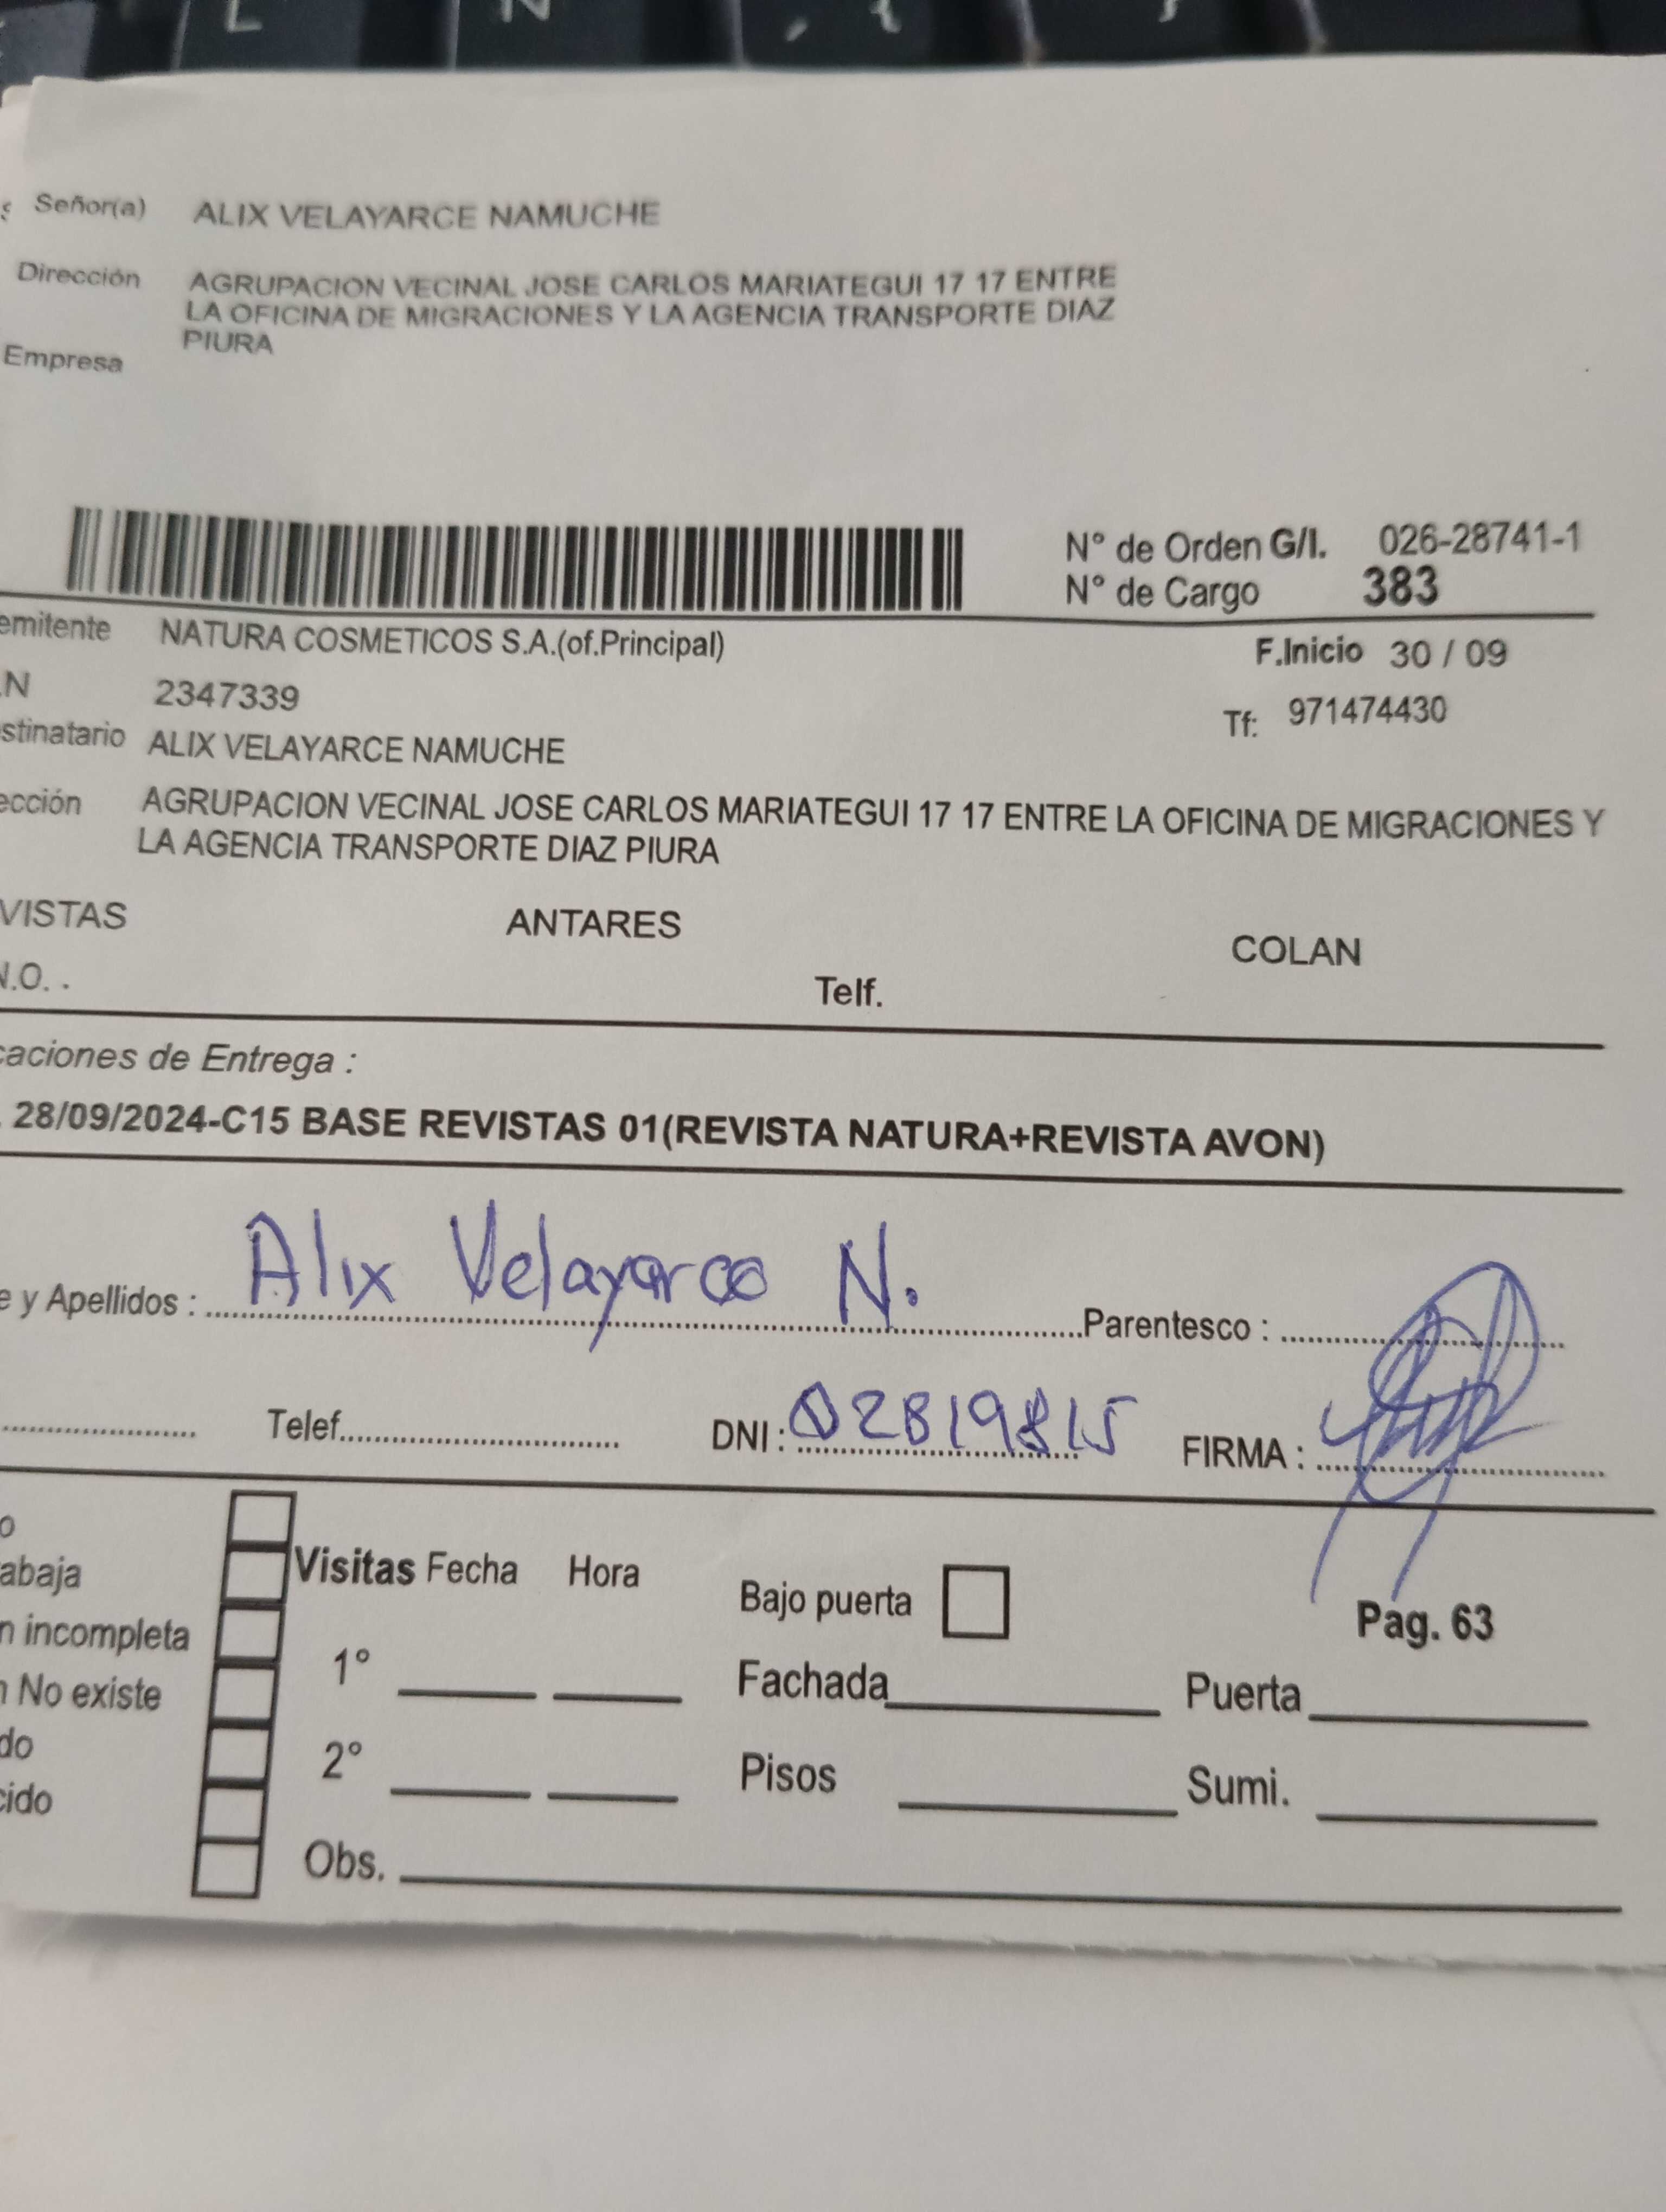 Señor(a) ALIX VELAYARCE NAMUCHE
Dirección AGRUPACION VECINAL JOSE CARLOS MARIATEGUI 17 17 ENTRE
LA OFICINA DE MIGRACIONES Y LA AGENCIA TRANSPORTE DIAZ
PIURA
Empresa
N° de Orden G/I. 026-28741-1
N° de Cargo 383
emitente NATURA COSMETICOS S.A.(of.Principal) F.Inicio 30 / 09
.N 2347339 Tf: 971474430
stinatario ALIX VELAYARCE NAMUCHE
ección AGRUPACION VECINAL JOSE CARLOS MARIATEGUI 17 17 ENTRE LA OFICINA DE MIGRACIONES Y
LA AGENCIA TRANSPORTE DIAZ PIURA
VISTAS ANTARES COLAN
N.O. . Telf.
caciones de Entrega :
28/09/2024-C15 BASE REVISTAS 01(REVISTA NATURA+REVISTA AVON)
e y Apellidos : Alix Velayarce N. Parentesco :
Telef. DNI : 02819815 FIRMA :
o
abaja Visitas Fecha Hora Bajo puerta Pag. 63
n incompleta
1° Fachada Puerta
n No existe
do 2° Pisos Sumi.
cido
Obs.